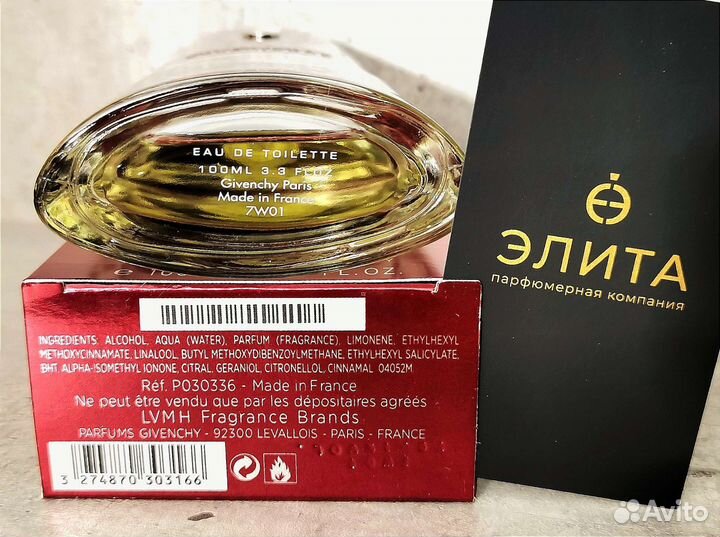 EAU DE TOILETTE
100ML 3.3 FL.OZ
Givenchy Paris
Made in France
7W01
ЭЛИТА
парфюмерная компания
INGREDIENTS: ALCOHOL, AQUA (WATER), PARFUM (FRAGRANCE), LIMONENE, ETHYLHEXYL
METHOXYCINNAMATE, LINALOOL, BUTYL METHOXYDIBENZOYLMETHANE, ETHYLHEXYL SALICYLATE,
BHT, ALPHA-ISOMETHYL IONONE, CITRAL, GERANIOL, CITRONELLOL, CINNAMAL 04052M
Réf. P030336 - Made in France
Ne peut être vendu que par les dépositaires agréés
LVMH Fragrance Brands
PARFUMS GIVENCHY - 92300 LEVALLOIS - PARIS - FRANCE
3 274870 303166
Avito